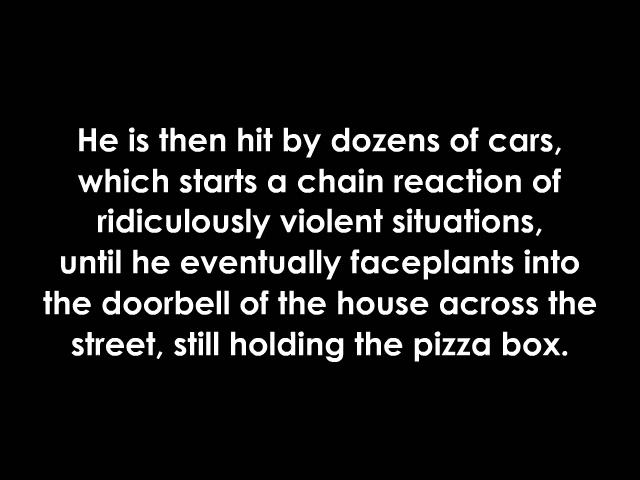 He is then hit by dozens of cars,
which starts a chain reaction of
ridiculously violent situations,
until he eventually faceplants into
the doorbell of the house across the
street, still holding the pizza box.